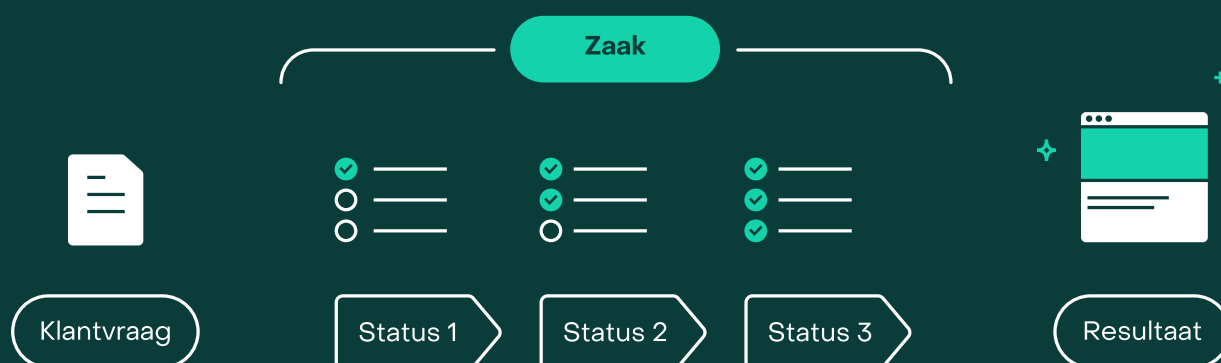 Zaak
Klantvraag
Status 1
Status 2
Status 3
Resultaat